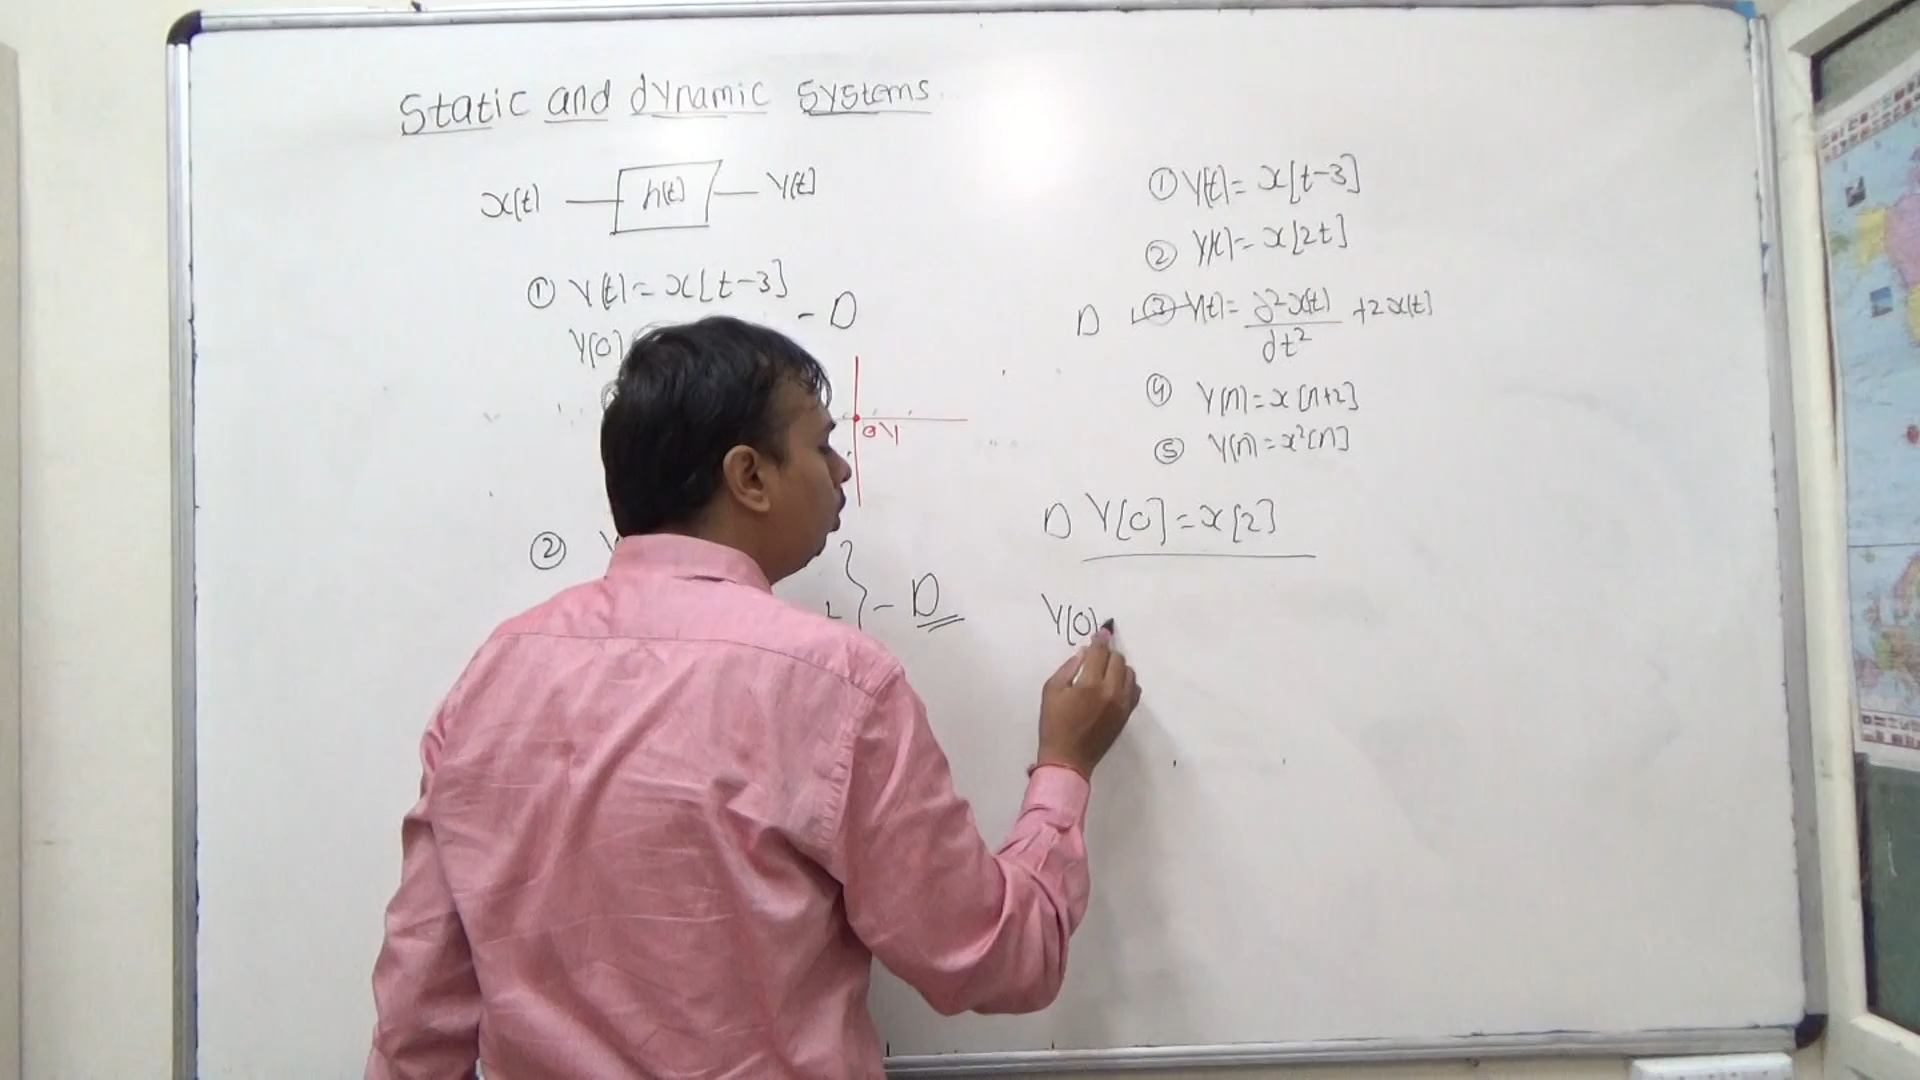 Static and dynamic Systems
x(t) h(t) Y(t)
① Y(t) = x[t-3]
- D
Y(0)
②
- D
① Y(t) = x[t-3]
② Y(t) = x[2t]
D ③ Y(t) = d²x(t)/dt² + 2x(t)
④ Y[n] = x[n+2]
⑤ Y[n] = x²[n]
D Y[0] = x[2]
Y[0]